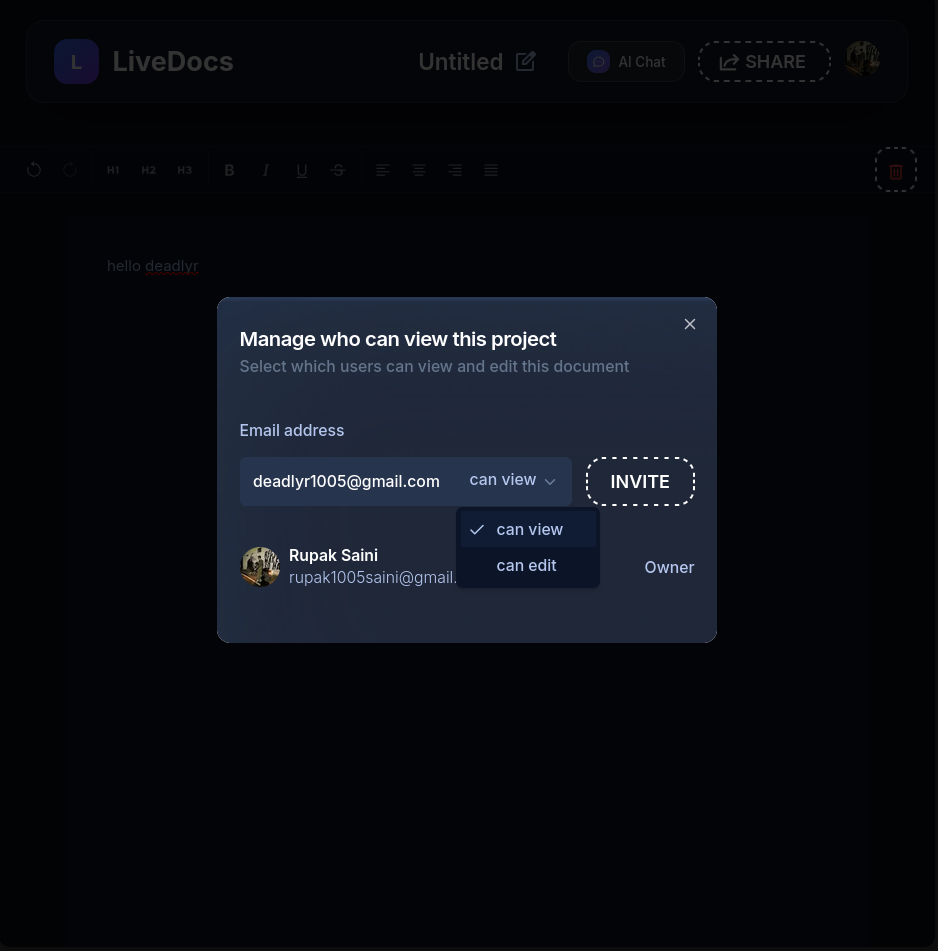 L LiveDocs Untitled AI Chat SHARE
H1 H2 H3 B I U S
hello deadlyr
Manage who can view this project
Select which users can view and edit this document
Email address
deadlyr1005@gmail.com can view INVITE
can view
can edit
Rupak Saini
rupak1005saini@gmail.
Owner